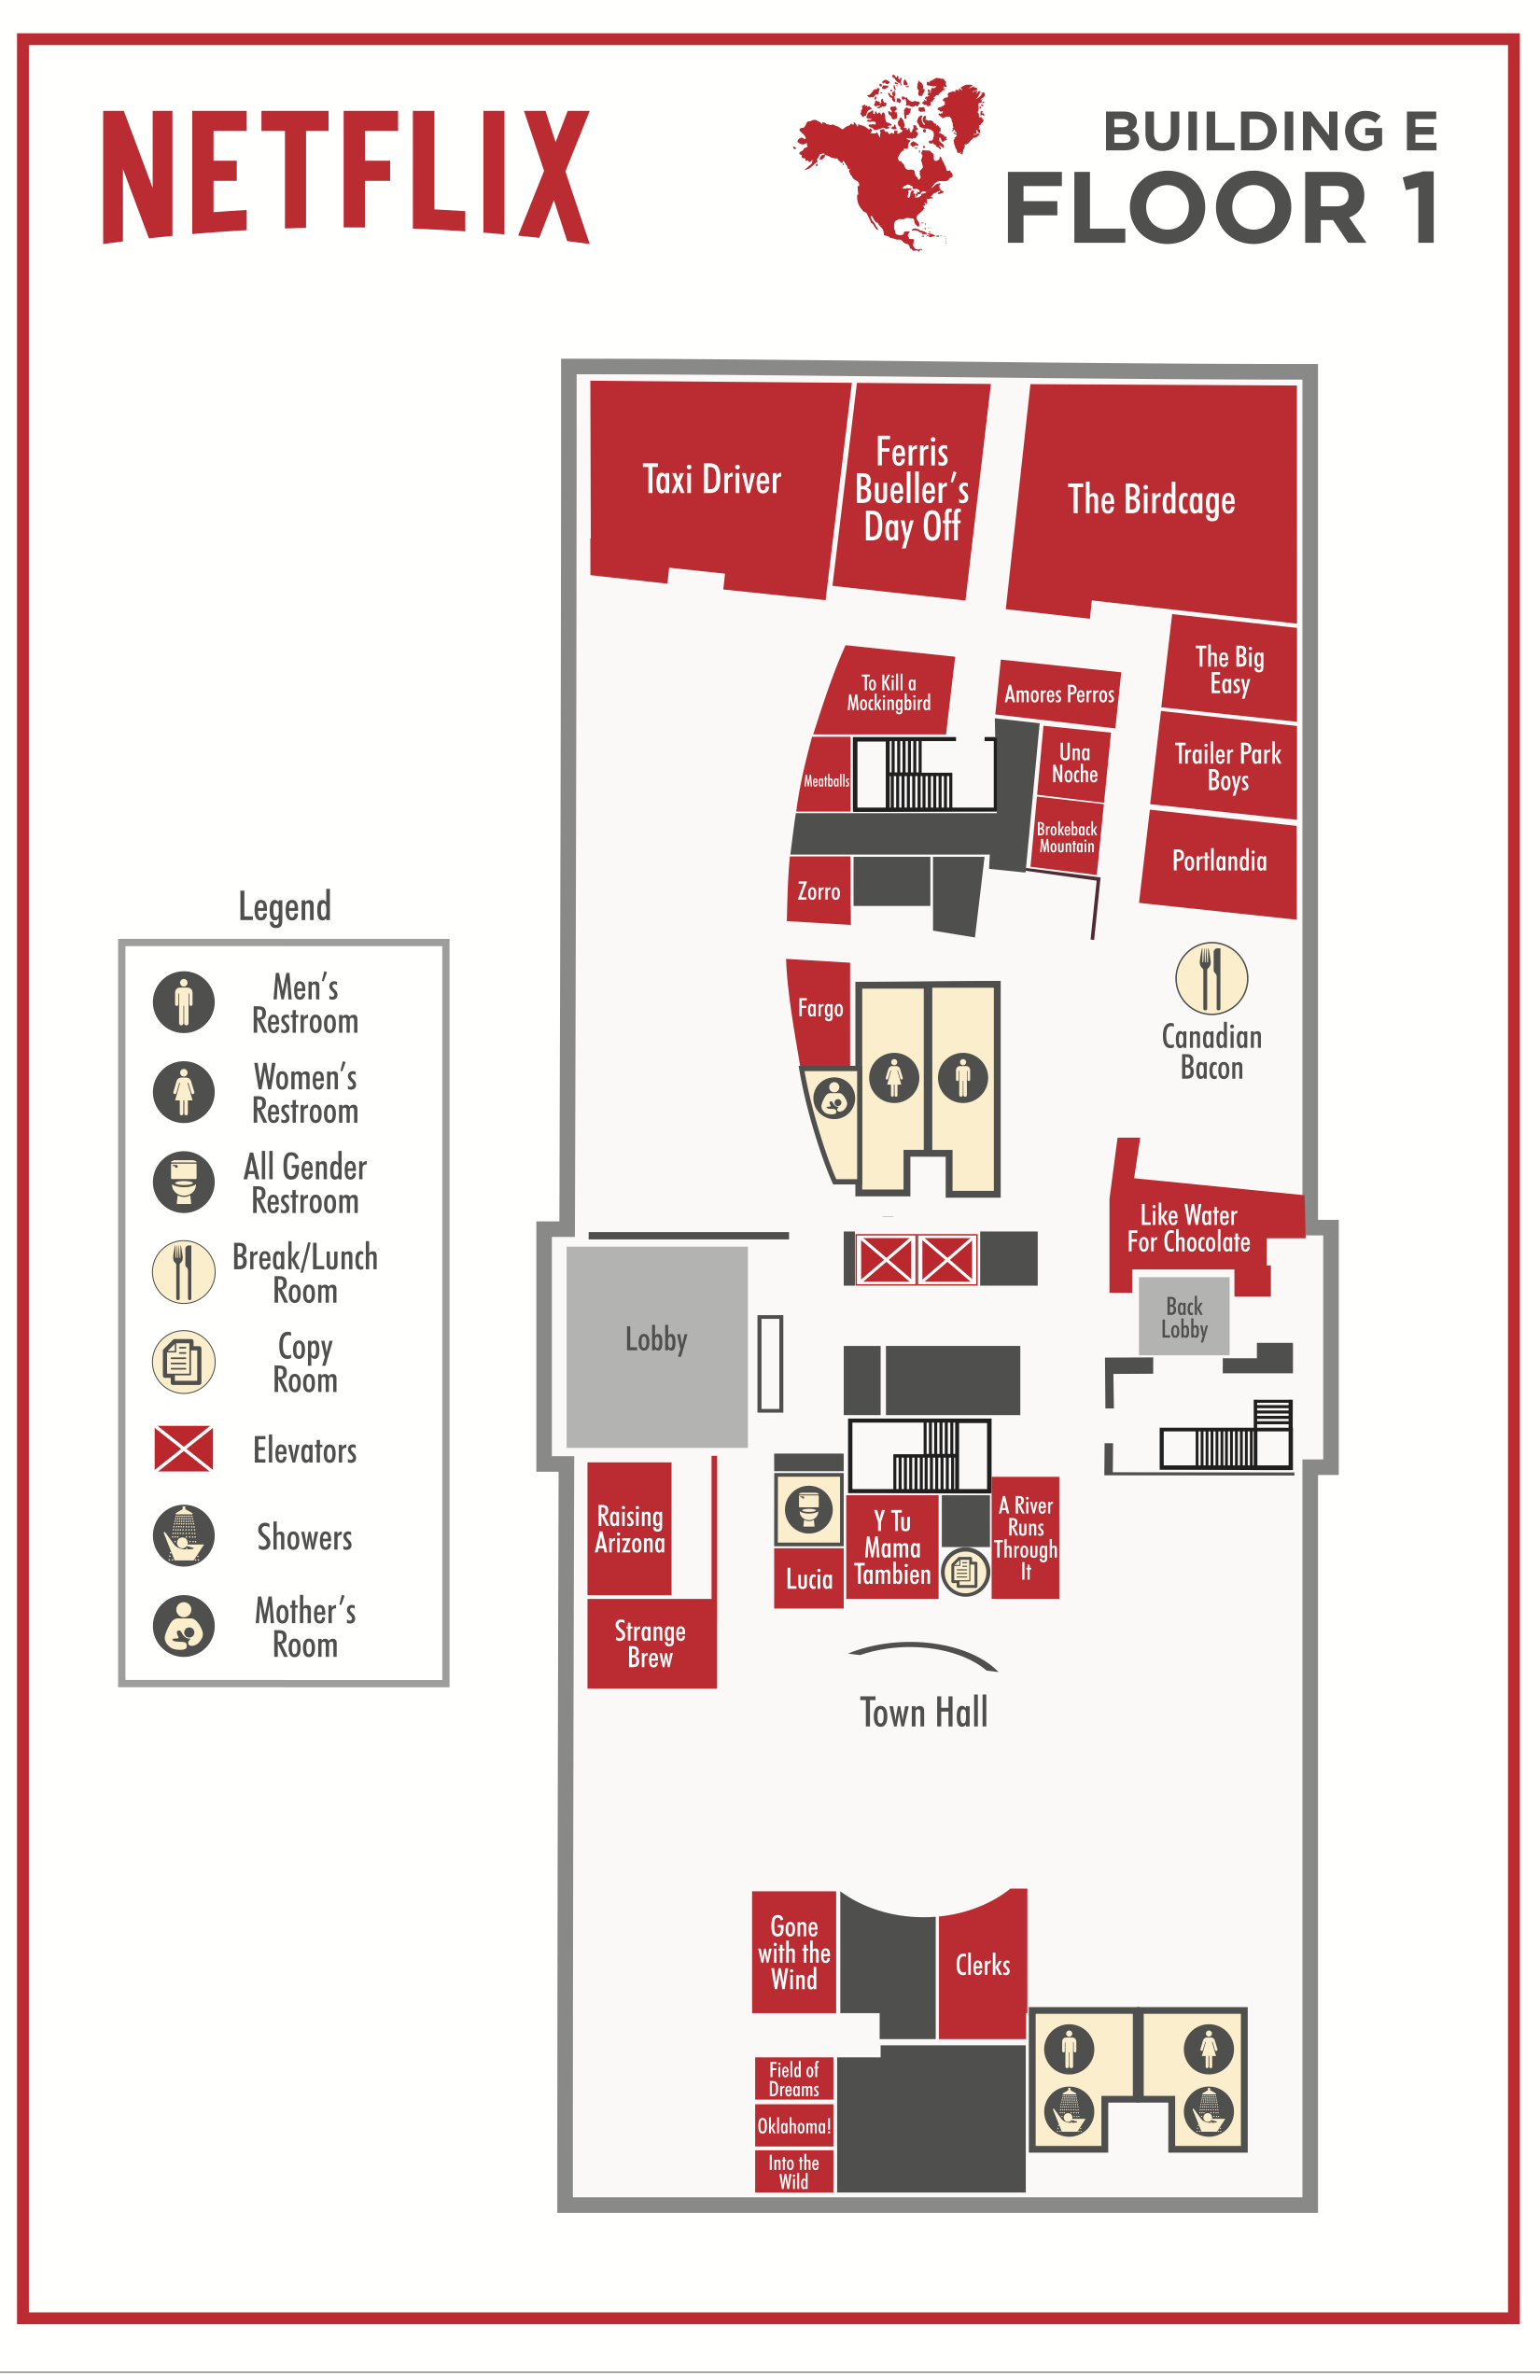 NETFLIX
BUILDING E
FLOOR 1
Taxi Driver
Ferris
Bueller's
Day Off
The Birdcage
The Big
Easy
To Kill a
Mockingbird
Amores Perros
Una
Noche
Trailer Park
Boys
Meatballs
Brokeback
Mountain
Portlandia
Zorro
Legend
Men's
Restroom
Women's
Restroom
All Gender
Restroom
Break/Lunch
Room
Copy
Room
Elevators
Showers
Mother's
Room
Fargo
Canadian
Bacon
Like Water
For Chocolate
Lobby
Back
Lobby
Raising
Arizona
Lucia
Y Tu
Mama
Tambien
A River
Runs
Through
It
Strange
Brew
Town Hall
Gone
with the
Wind
Clerks
Field of
Dreams
Oklahoma!
Into the
Wild